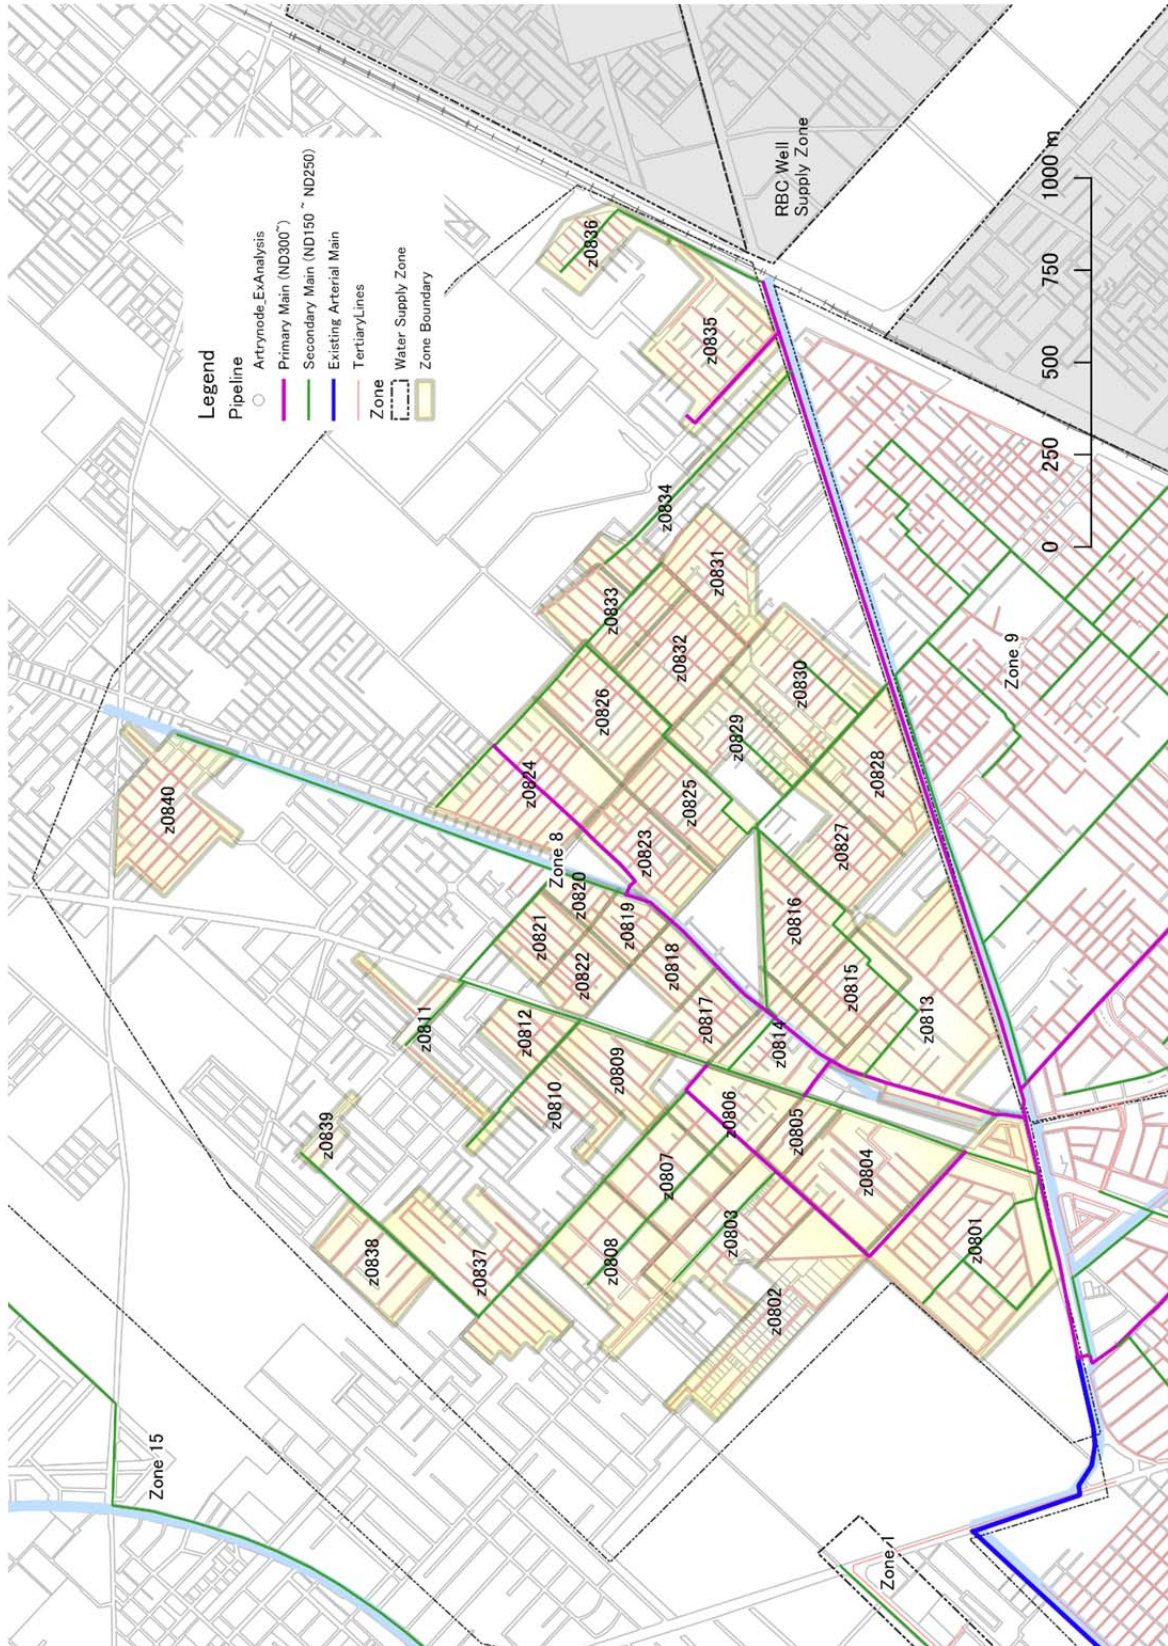 Legend
Pipeline
Artrynode_ExAnalysis
Primary Main (ND300~)
Secondary Main (ND150 ~ ND250)
Existing Arterial Main
TertiaryLines
Zone
Water Supply Zone
Zone Boundary
RBC Well
Supply Zone
0 250 500 750 1000 m
Zone 15
Zone 1
Zone 8
Zone 9
z0801
z0802
z0803
z0804
z0805
z0806
z0807
z0808
z0809
z0810
z0811
z0812
z0813
z0814
z0815
z0816
z0817
z0818
z0819
z0820
z0821
z0822
z0823
z0824
z0825
z0826
z0827
z0828
z0829
z0830
z0831
z0832
z0833
z0834
z0835
z0836
z0837
z0838
z0839
z0840